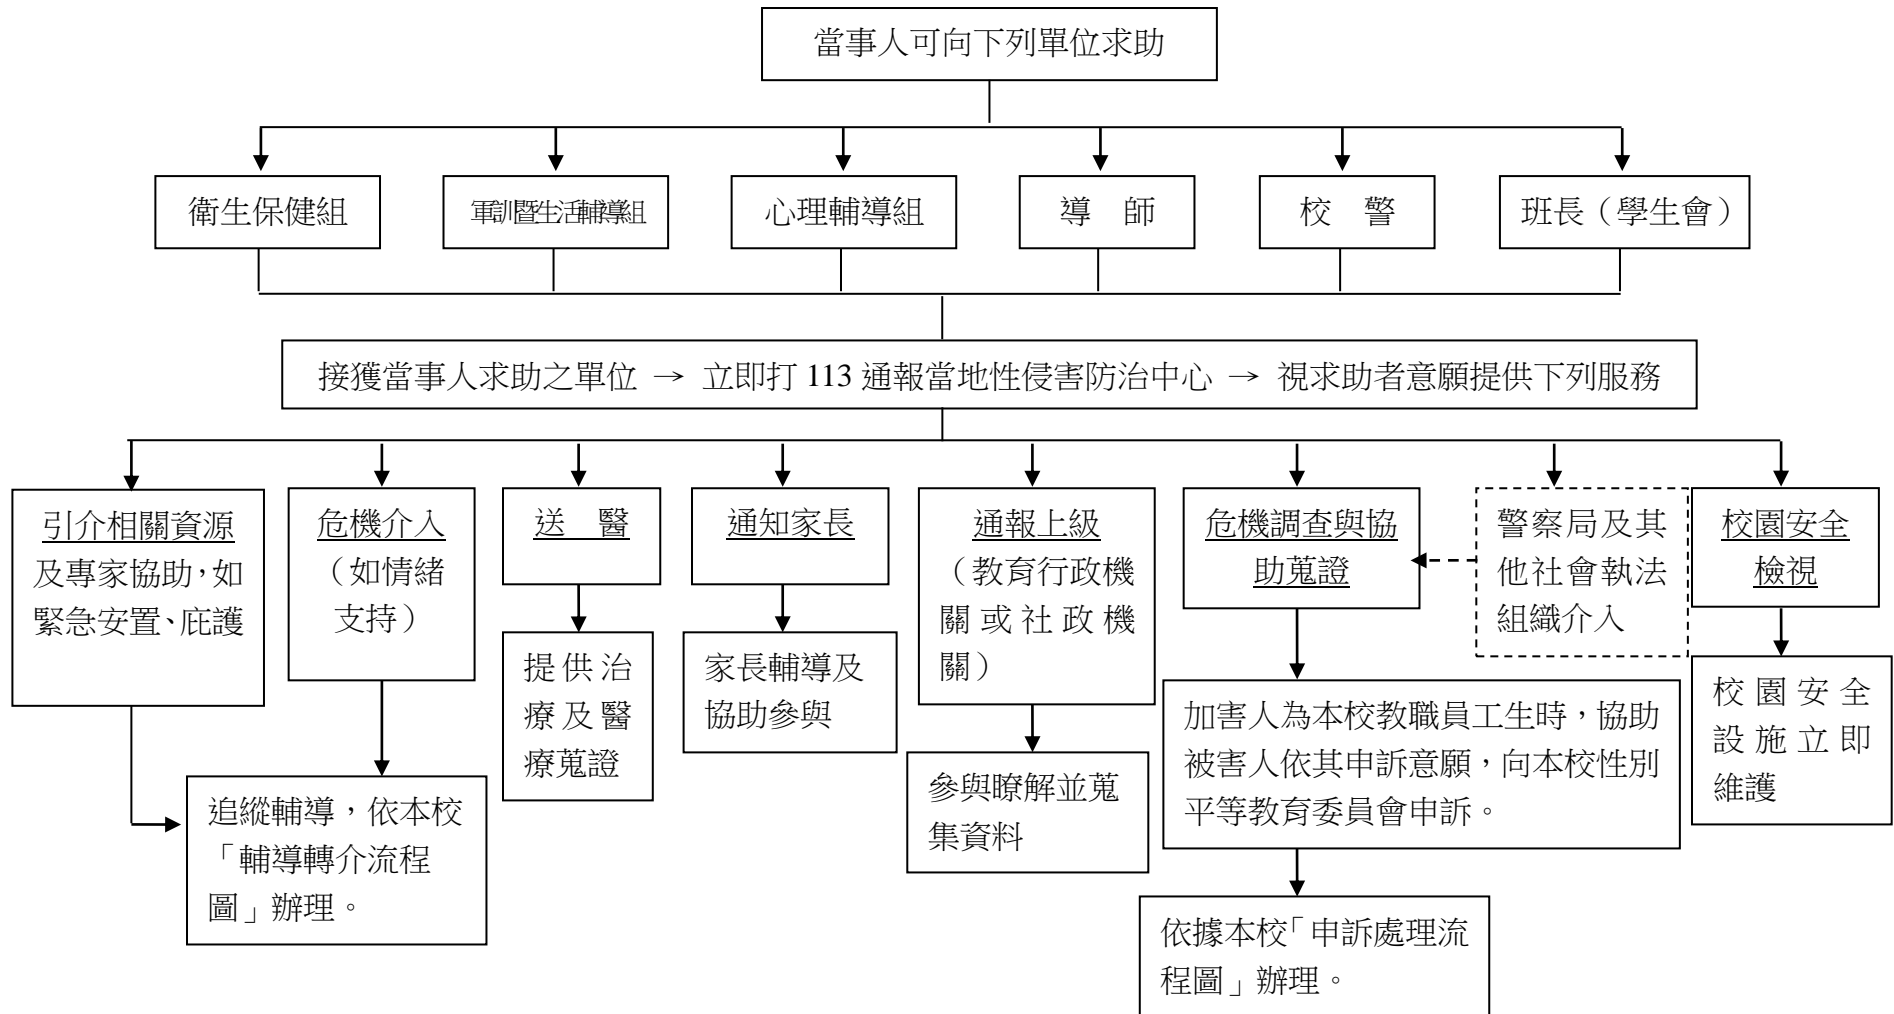 當事人可向下列單位求助
衛生保健組
軍訓暨生活輔導組
心理輔導組
導　師
校　警
班長（學生會）
接獲當事人求助之單位 → 立即打 113 通報當地性侵害防治中心 → 視求助者意願提供下列服務
引介相關資源
及專家協助，如
緊急安置、庇護
危機介入
（如情緒
支持）
送　醫
通知家長
通報上級
（教育行政機
關或社政機
關）
危機調查與協
助蒐證
警察局及其
他社會執法
組織介入
校園安全
檢視
提供治
療及醫
療蒐證
家長輔導及
協助參與
校園安全
設施立即
維護
加害人為本校教職員工生時，協助
被害人依其申訴意願，向本校性別
平等教育委員會申訴。
追縱輔導，依本校
「輔導轉介流程
圖」辦理。
參與瞭解並蒐
集資料
依據本校「申訴處理流
程圖」辦理。